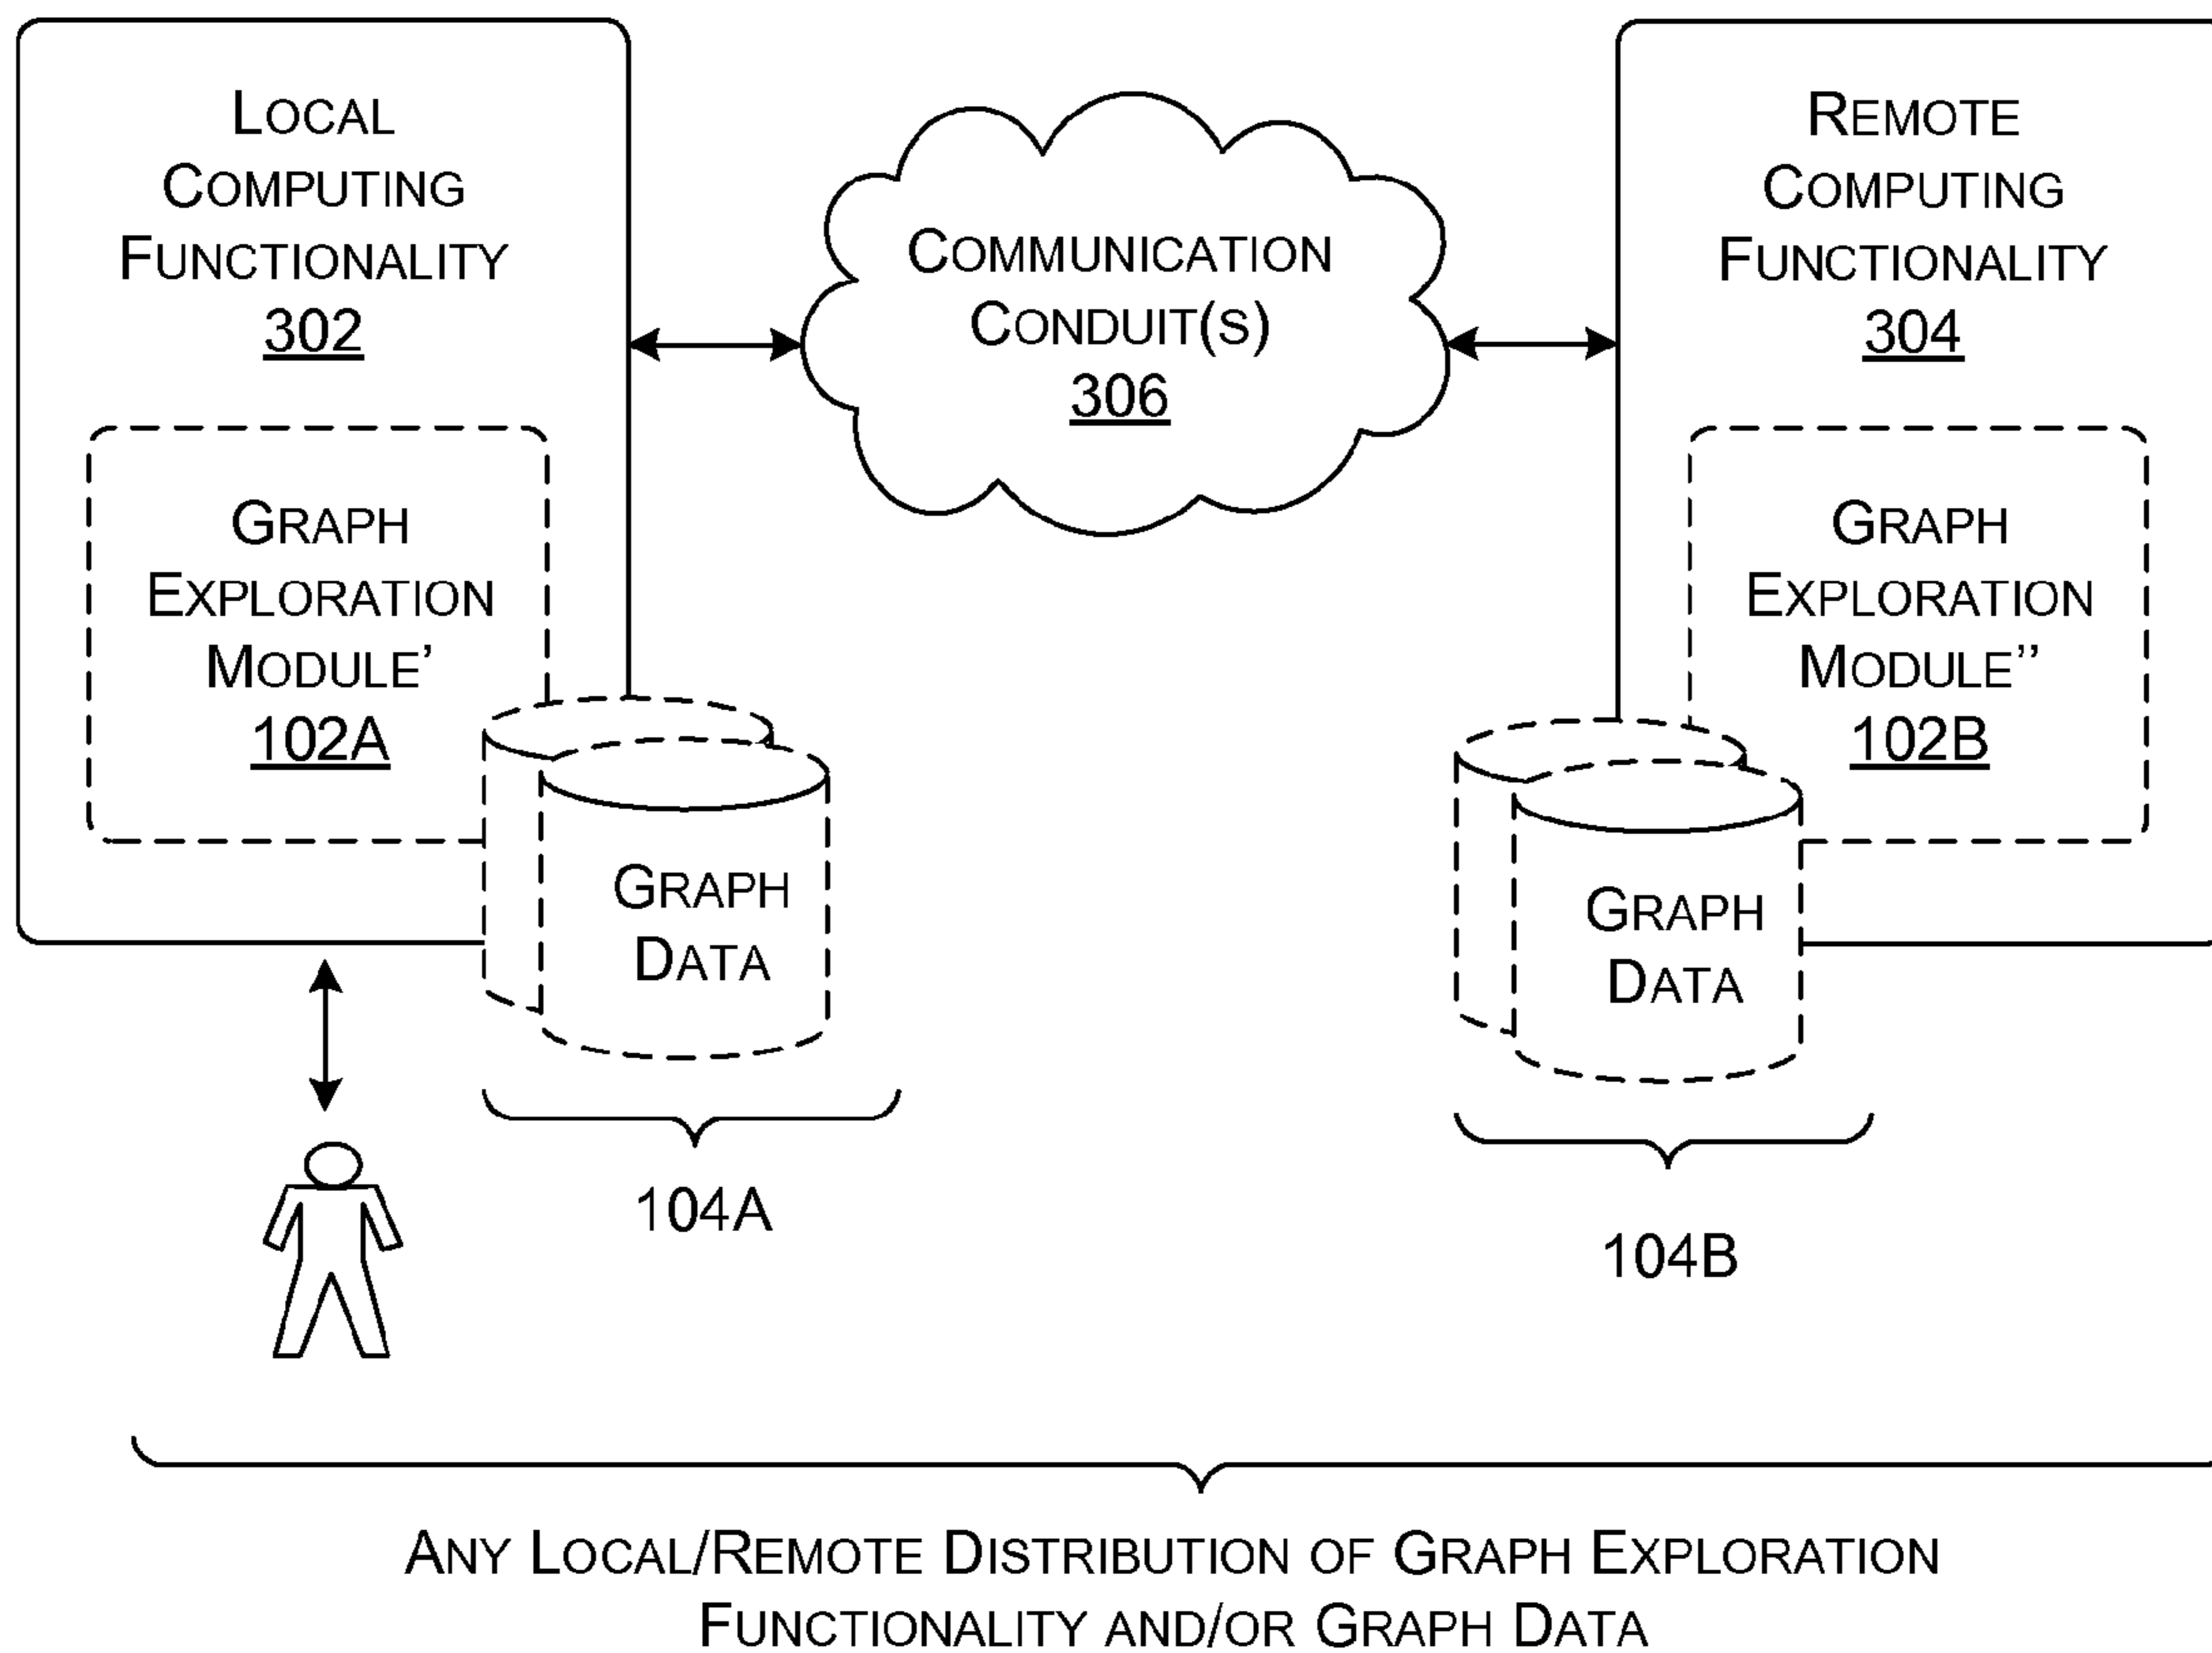 LOCAL
COMPUTING
FUNCTIONALITY
302
GRAPH
EXPLORATION
MODULE’
102A
GRAPH
DATA
104A
COMMUNICATION
CONDUIT(S)
306
REMOTE
COMPUTING
FUNCTIONALITY
304
GRAPH
EXPLORATION
MODULE’’
102B
GRAPH
DATA
104B
ANY LOCAL/REMOTE DISTRIBUTION OF GRAPH EXPLORATION
FUNCTIONALITY AND/OR GRAPH DATA